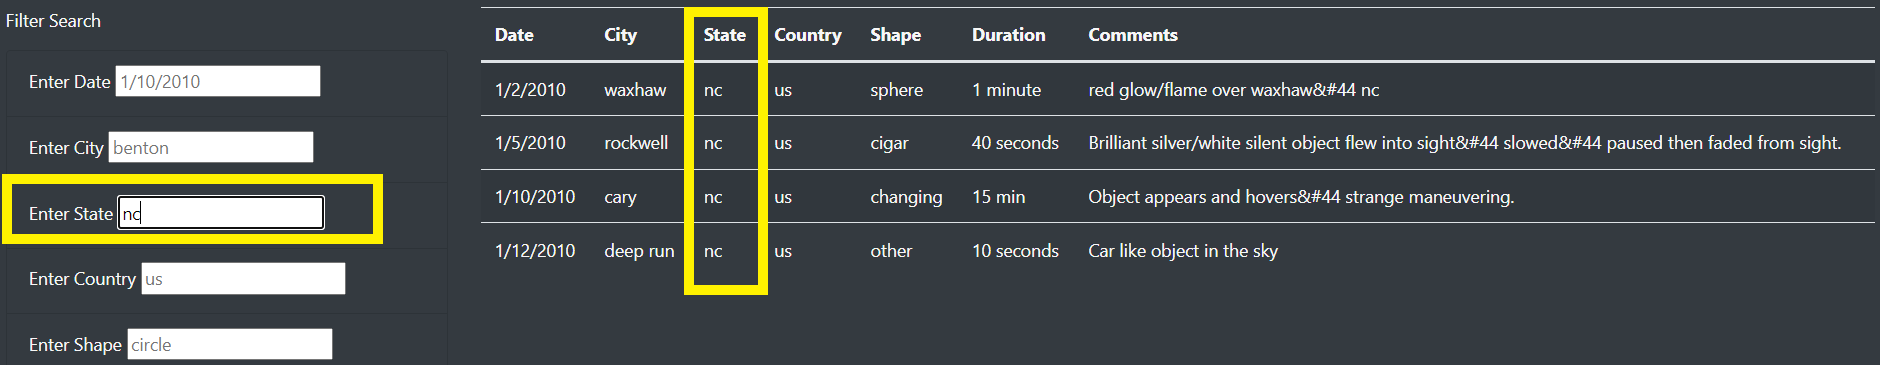 Filter Search
Enter Date 1/10/2010
Enter City benton
Enter State nc
Enter Country us
Enter Shape circle
Date City State Country Shape Duration Comments
1/2/2010 waxhaw nc us sphere 1 minute red glow/flame over waxhaw&#44 nc
1/5/2010 rockwell nc us cigar 40 seconds Brilliant silver/white silent object flew into sight&#44 slowed&#44 paused then faded from sight.
1/10/2010 cary nc us changing 15 min Object appears and hovers&#44 strange maneuvering.
1/12/2010 deep run nc us other 10 seconds Car like object in the sky